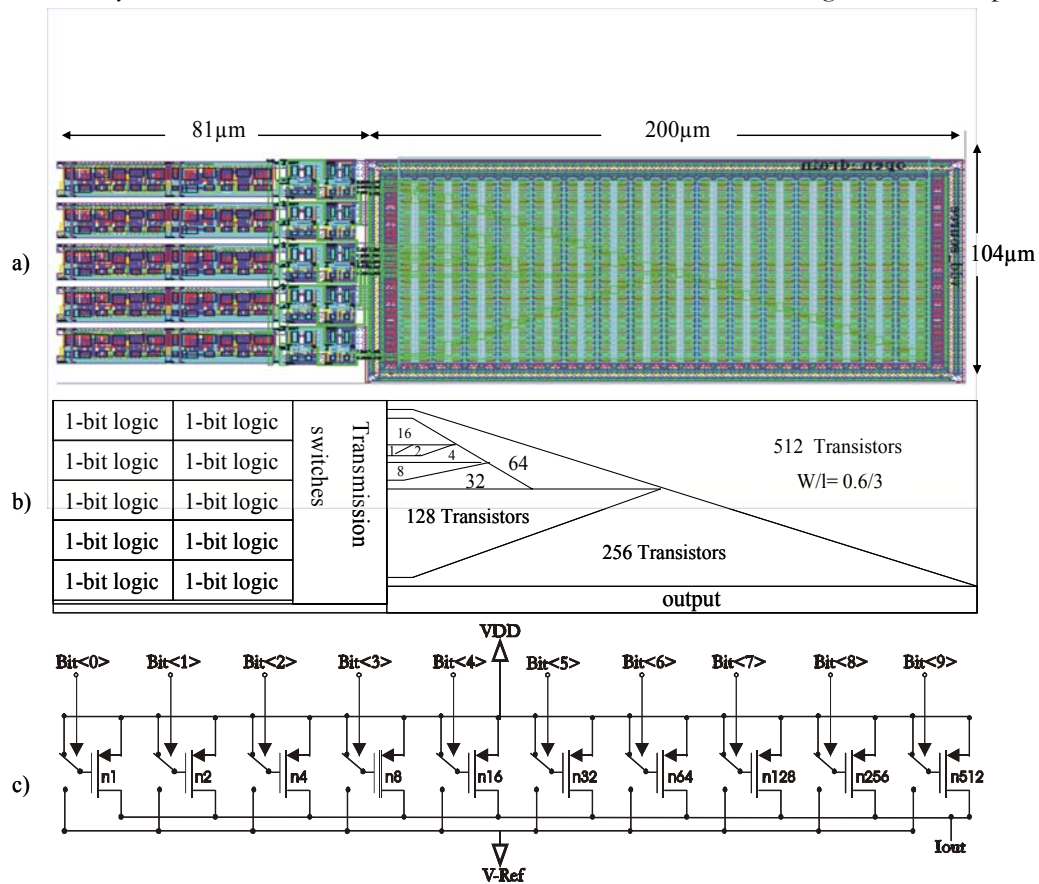 81µm
200µm
open-drain
104µm
a)
1-bit logic 1-bit logic
1-bit logic 1-bit logic
1-bit logic 1-bit logic
1-bit logic 1-bit logic
1-bit logic 1-bit logic
Transmission
switches
16
1 2 4
8
32
64
128 Transistors
256 Transistors
512 Transistors
W/l= 0.6/3
b)
output
VDD
Bit<0> Bit<1> Bit<2> Bit<3> Bit<4> Bit<5> Bit<6> Bit<7> Bit<8> Bit<9>
n1 n2 n4 n8 n16 n32 n64 n128 n256 n512
c)
Iout
V-Ref